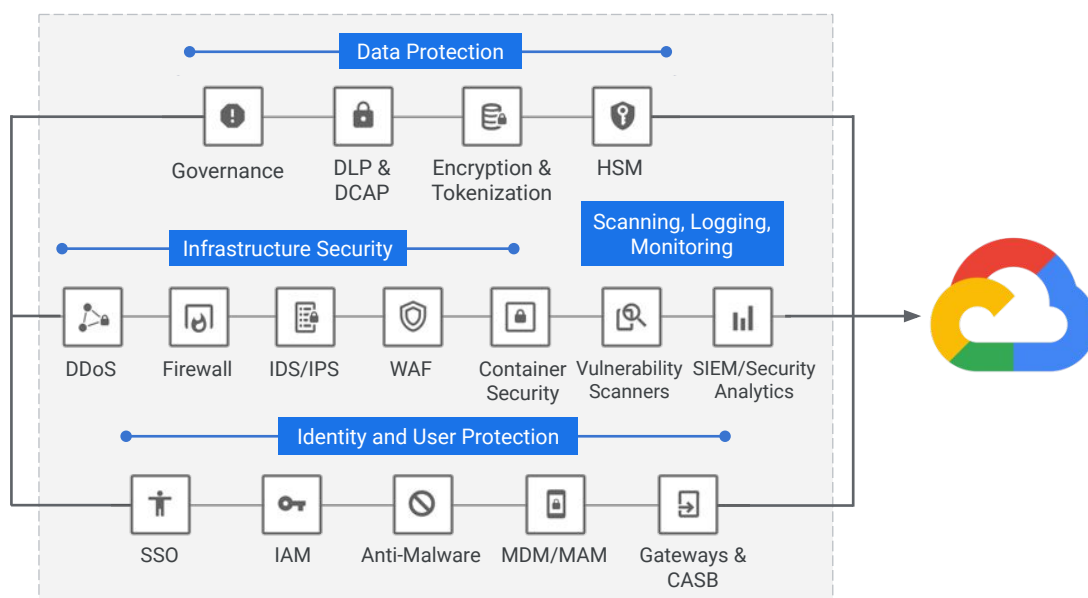 Data Protection
Governance
DLP &
DCAP
Encryption &
Tokenization
HSM
Scanning, Logging,
Monitoring
Infrastructure Security
DDoS
Firewall
IDS/IPS
WAF
Container
Security
Vulnerability
Scanners
SIEM/Security
Analytics
Identity and User Protection
SSO
IAM
Anti-Malware
MDM/MAM
Gateways &
CASB